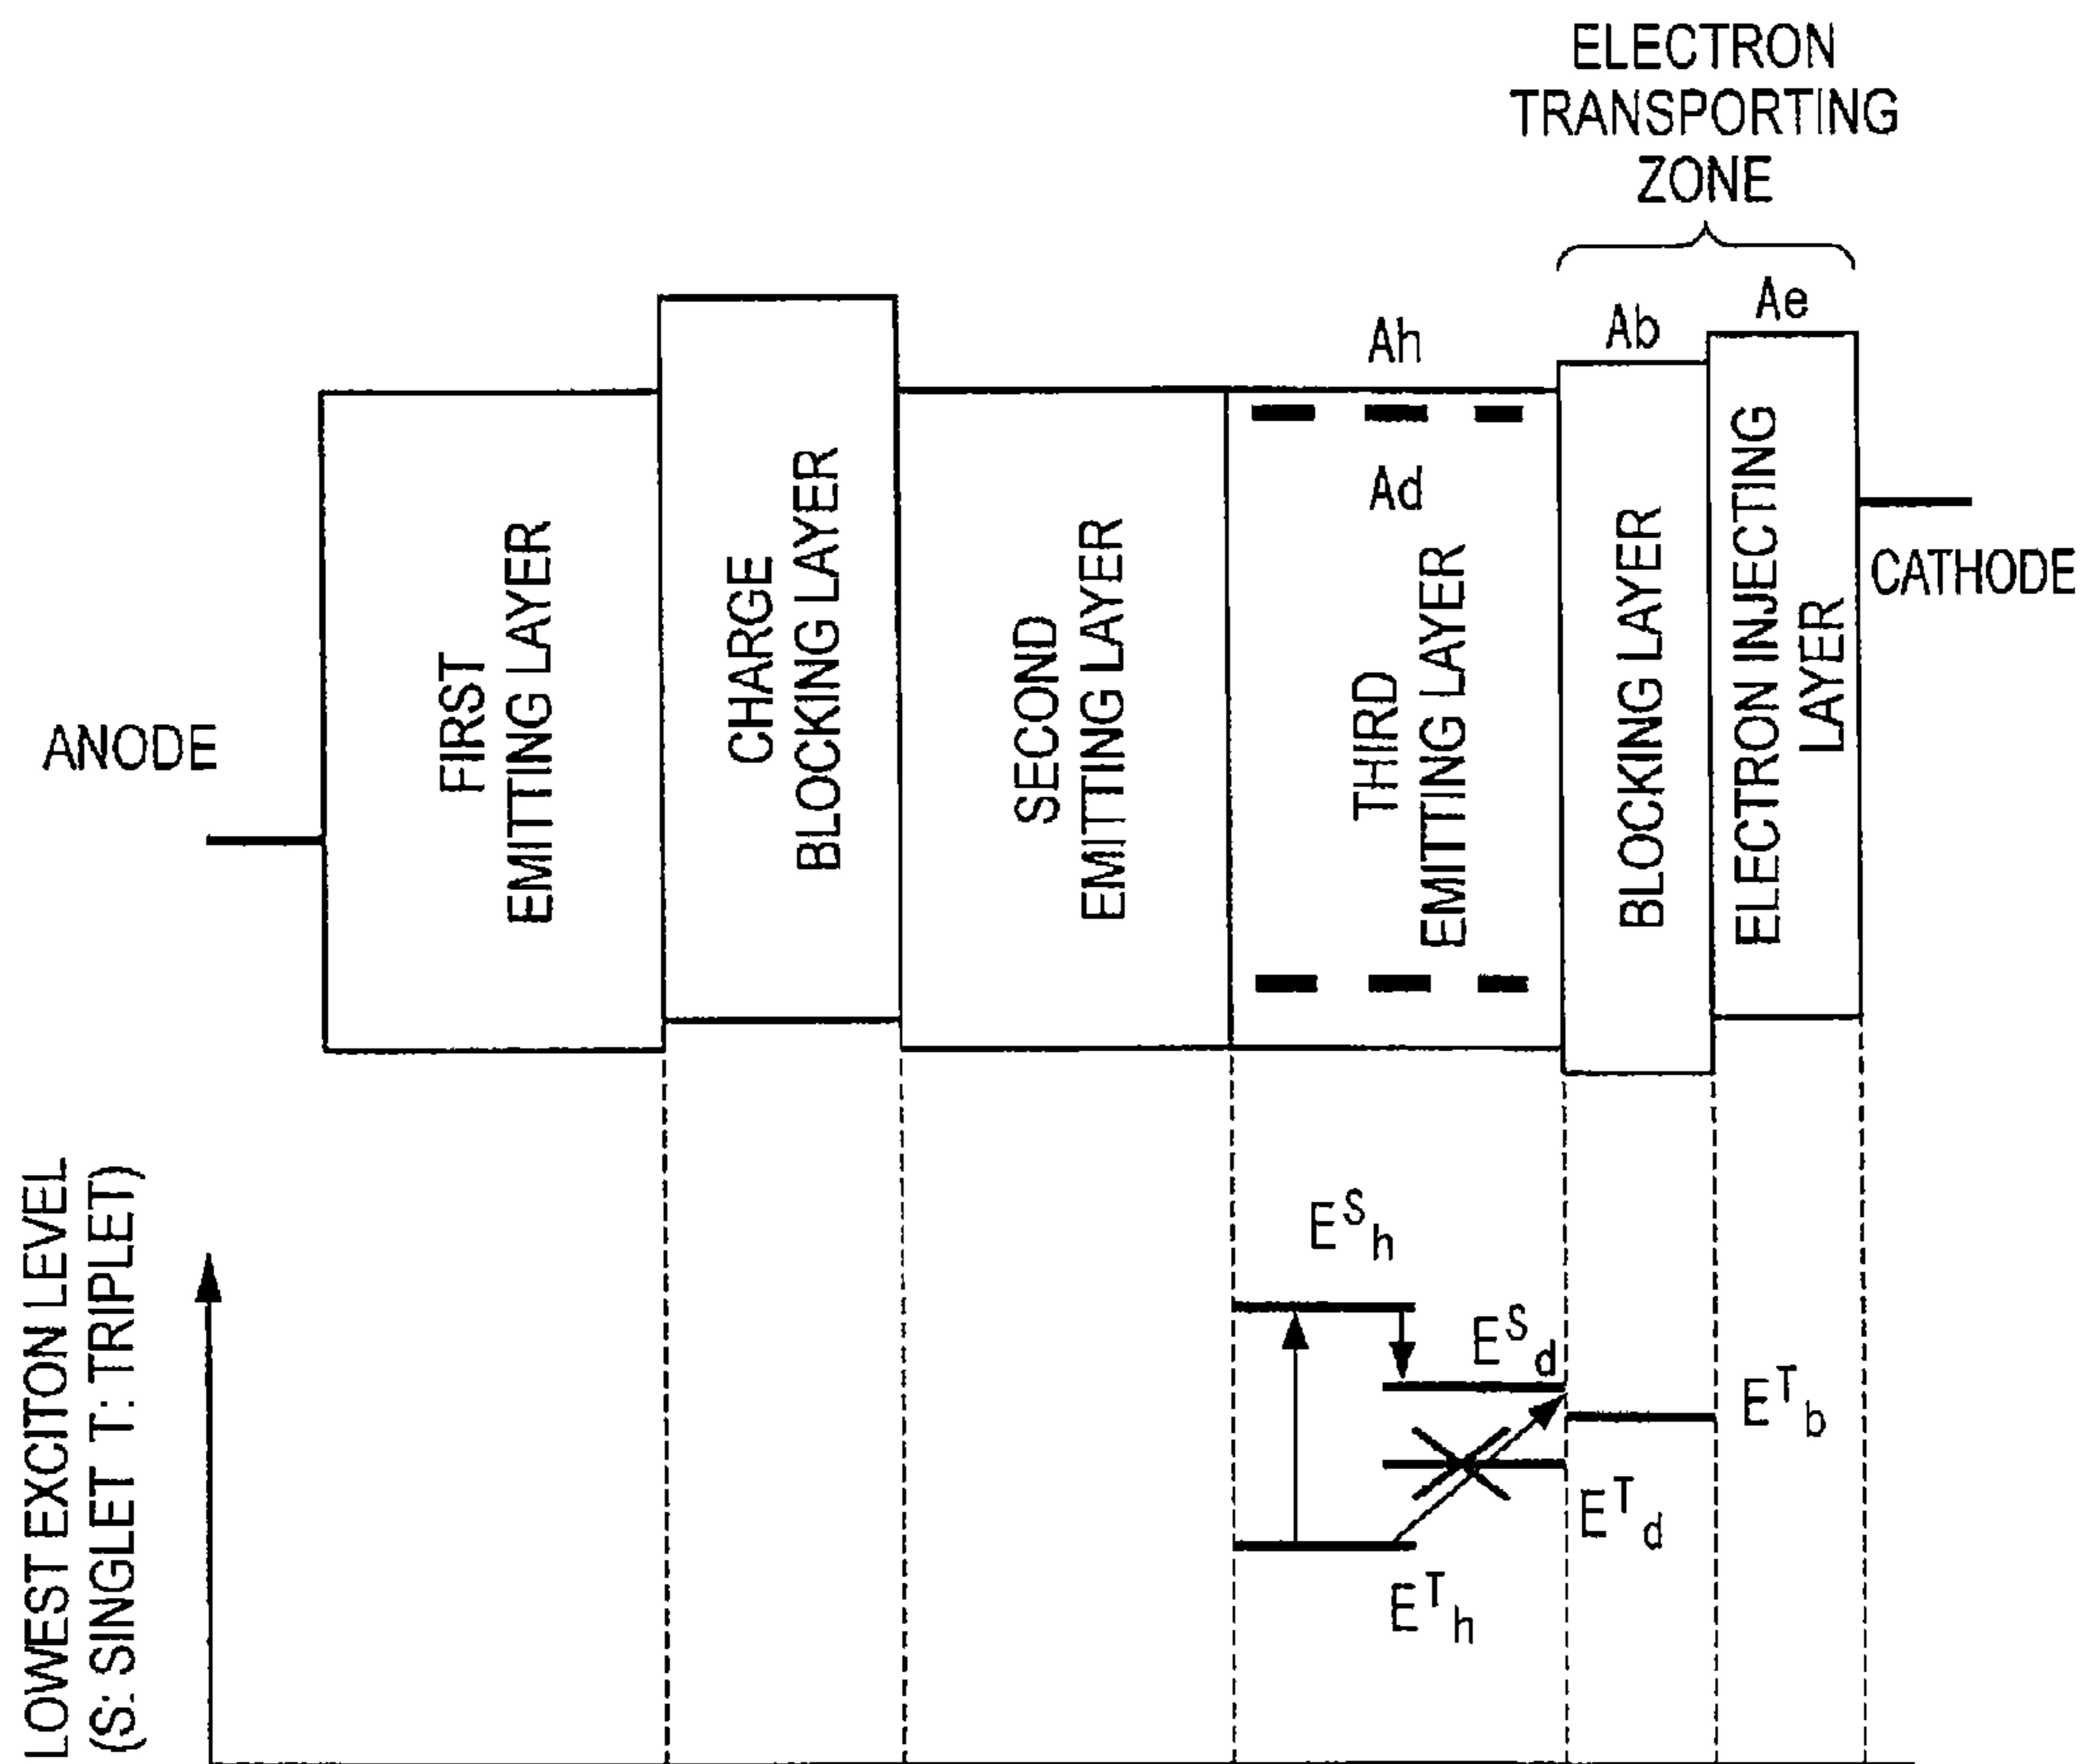 ELECTRON
TRANSPORTING
ZONE
Ah
Ab
Ae
Ad
ANODE
FIRST
EMITTING LAYER
CHARGE
BLOCKING LAYER
SECOND
EMITTING LAYER
THIRD
EMITTING LAYER
BLOCKING LAYER
ELECTRON INJECTING
LAYER
CATHODE
LOWEST EXCITON LEVEL
(S: SINGLET T: TRIPLET)
E^S_h
E^S_d
E^T_b
E^T_d
E^T_h